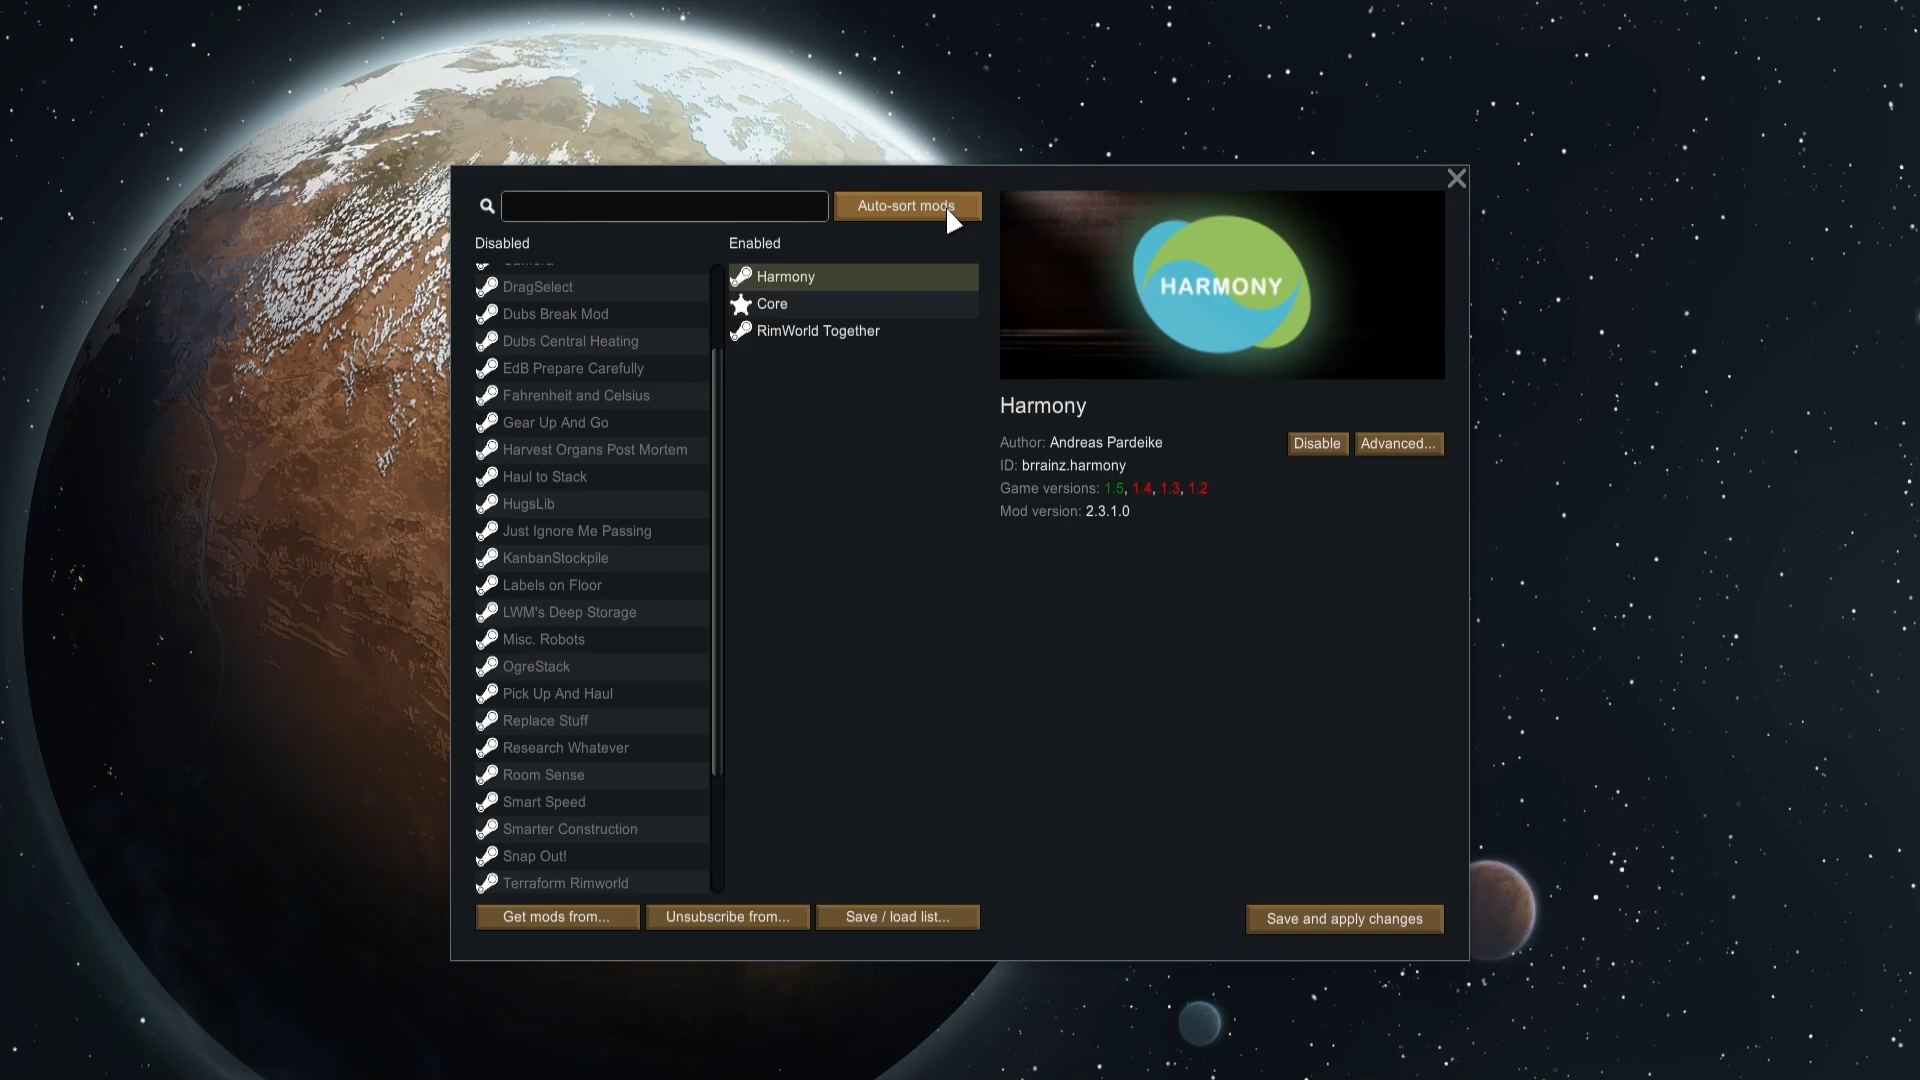 Auto-sort mods
Disabled
Enabled
DragSelect
Dubs Break Mod
Dubs Central Heating
EdB Prepare Carefully
Fahrenheit and Celsius
Gear Up And Go
Harvest Organs Post Mortem
Haul to Stack
HugsLib
Just Ignore Me Passing
KanbanStockpile
Labels on Floor
LWM's Deep Storage
Misc. Robots
OgreStack
Pick Up And Haul
Replace Stuff
Research Whatever
Room Sense
Smart Speed
Smarter Construction
Snap Out!
Terraform Rimworld
Harmony
Core
RimWorld Together
HARMONY
Harmony
Author: Andreas Pardeike
Disable
Advanced...
ID: brrainz.harmony
Game versions: 1.5, 1.4, 1.3, 1.2
Mod version: 2.3.1.0
Get mods from...
Unsubscribe from...
Save / load list...
Save and apply changes